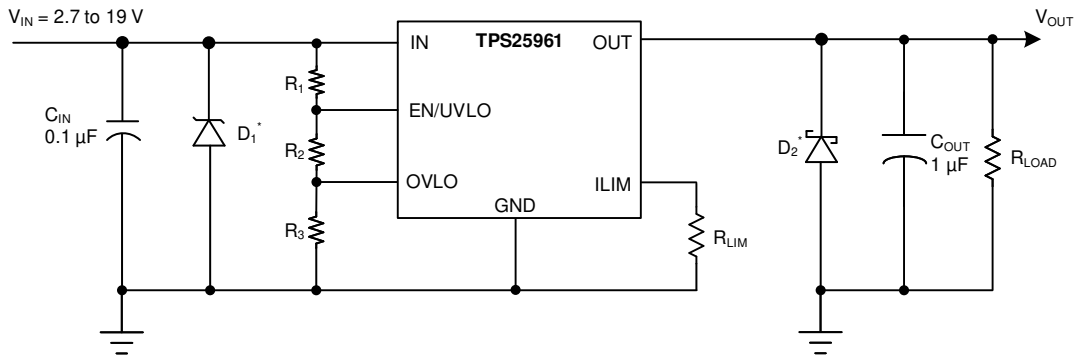 V_IN = 2.7 to 19 V
V_OUT
TPS25961
IN
OUT
R_1
EN/UVLO
C_IN
0.1 µF
D_1*
R_2
D_2*
C_OUT
1 µF
R_LOAD
OVLO
ILIM
GND
R_3
R_LIM